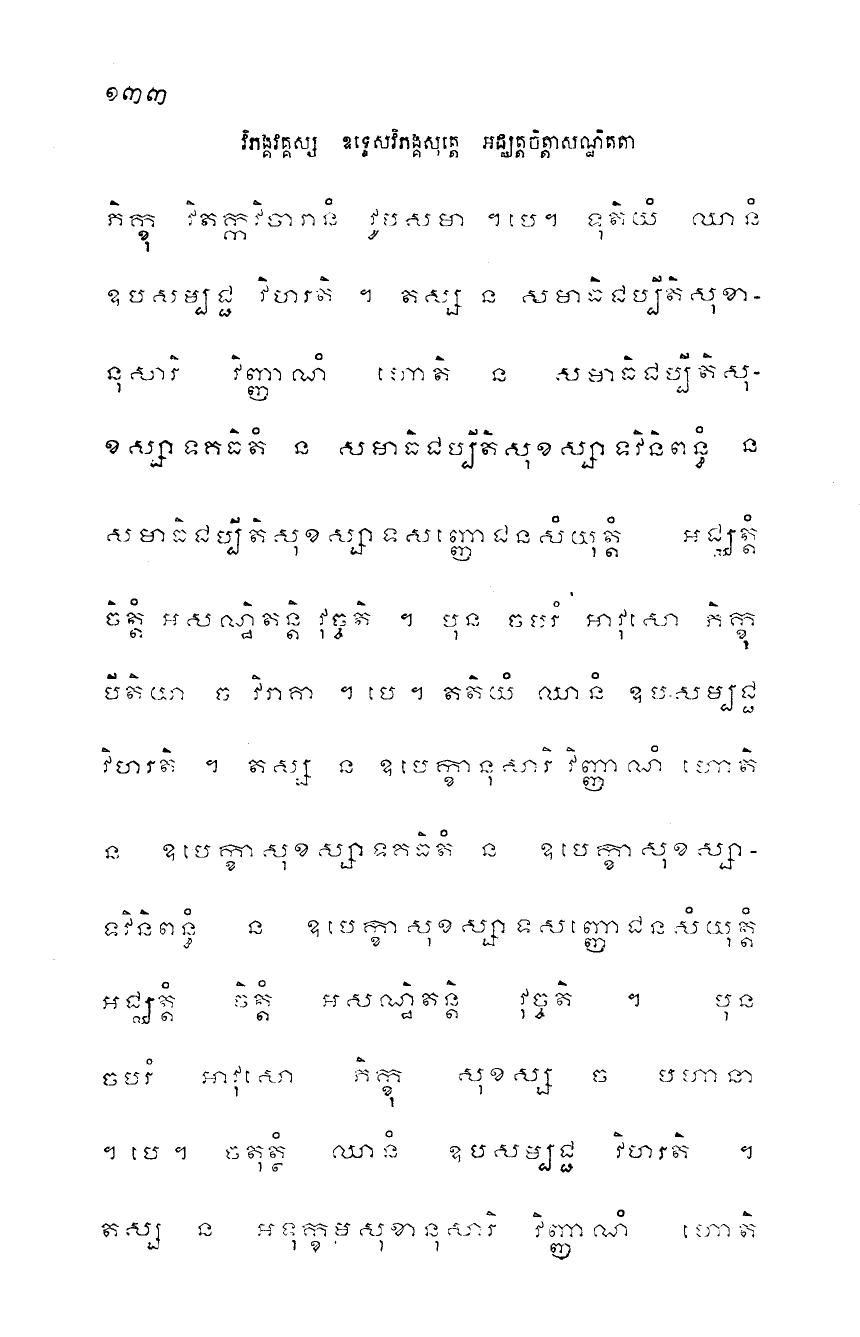 ១៣៣
វិភង្គវគ្គស្ស ឧទ្ទេសវិភង្គសុត្តេ អជ្ឈត្តចិត្តាសណ្ឋិតតា
ភិក្ខុ វិតក្កវិចារានំ វូបសមា ។បេ។ ទុតិយំ ឈានំ
ឧបសម្បជ្ជ វិហរតិ ។ តស្ស ន សមាធិជប្បីតិសុខា-
នុសារិ វិញ្ញាណំ ហោតិ ន សមាធិជប្បីតិសុ-
ខស្សាទកធិតំ ន សមាធិជប្បីតិសុខស្សាទវិនិពន្ធំ ន
សមាធិជប្បីតិសុខស្សាទសញ្ញោជនសំយុត្តំ អជ្ឈត្តំ
ចិត្តំ អសណ្ឋិតន្តិ វុច្ចតិ ។ បុន ចបរំ អាវុសោ ភិក្ខុ
បីតិយា ច វិរាគា ។បេ។ តតិយំ ឈានំ ឧបសម្បជ្ជ
វិហរតិ ។ តស្ស ន ឧបេក្ខានុសារិ វិញ្ញាណំ ហោតិ
ន ឧបេក្ខាសុខស្សាទកធិតំ ន ឧបេក្ខាសុខស្សា-
ទវិនិពន្ធំ ន ឧបេក្ខាសុខស្សាទសញ្ញោជនសំយុត្តំ
អជ្ឈត្តំ ចិត្តំ អសណ្ឋិតន្តិ វុច្ចតិ ។ បុន
ចបរំ អាវុសោ ភិក្ខុ សុខស្ស ច បហានា
។បេ។ ចតុត្ថំ ឈានំ ឧបសម្បជ្ជ វិហរតិ ។
តស្ស ន អទុក្ខមសុខានុសារិ វិញ្ញាណំ ហោតិ